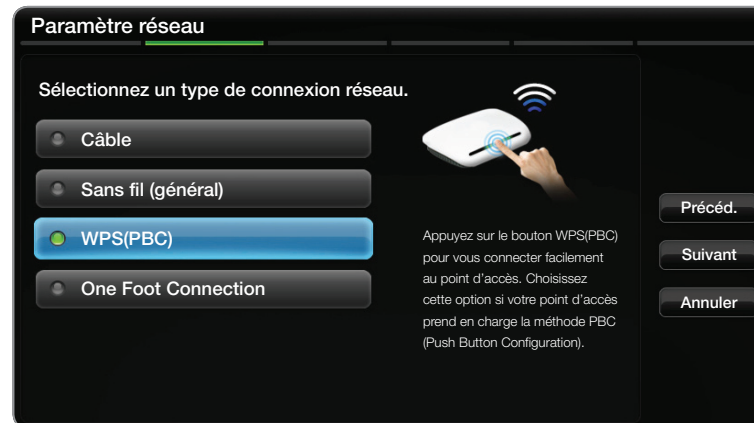 Paramètre réseau
Sélectionnez un type de connexion réseau.
Câble
Sans fil (général)
WPS(PBC)
One Foot Connection
Appuyez sur le bouton WPS(PBC)
pour vous connecter facilement
au point d’accès. Choisissez
cette option si votre point d’accès
prend en charge la méthode PBC
(Push Button Configuration).
Précéd.
Suivant
Annuler